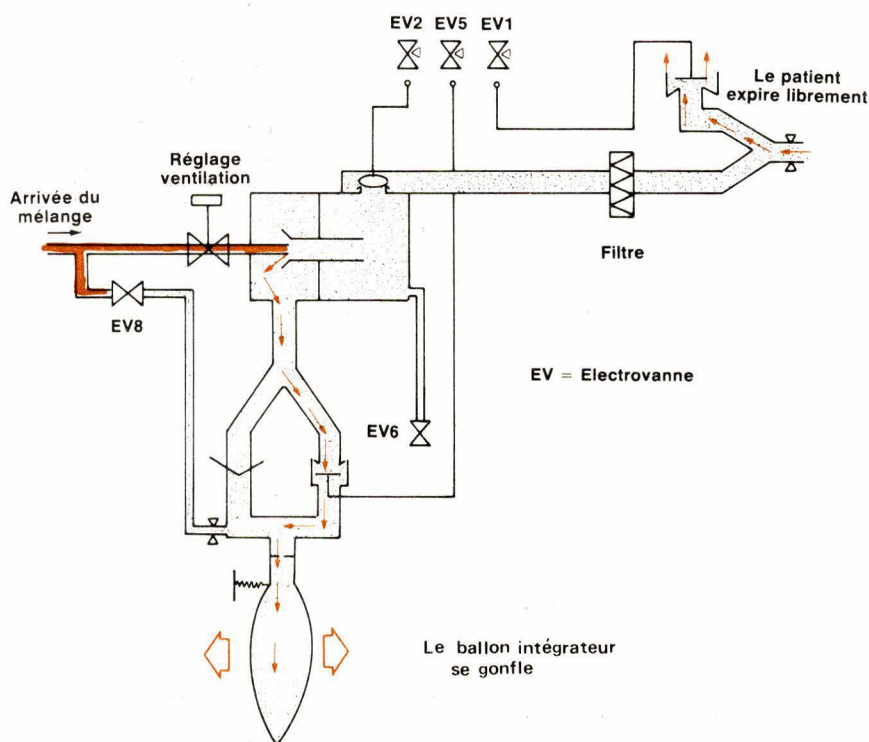 EV2 EV5 EV1
Le patient
expire librement
Réglage
ventilation
Arrivée du
mélange
Filtre
EV8
EV = Electrovanne
EV6
Le ballon intégrateur
se gonfle